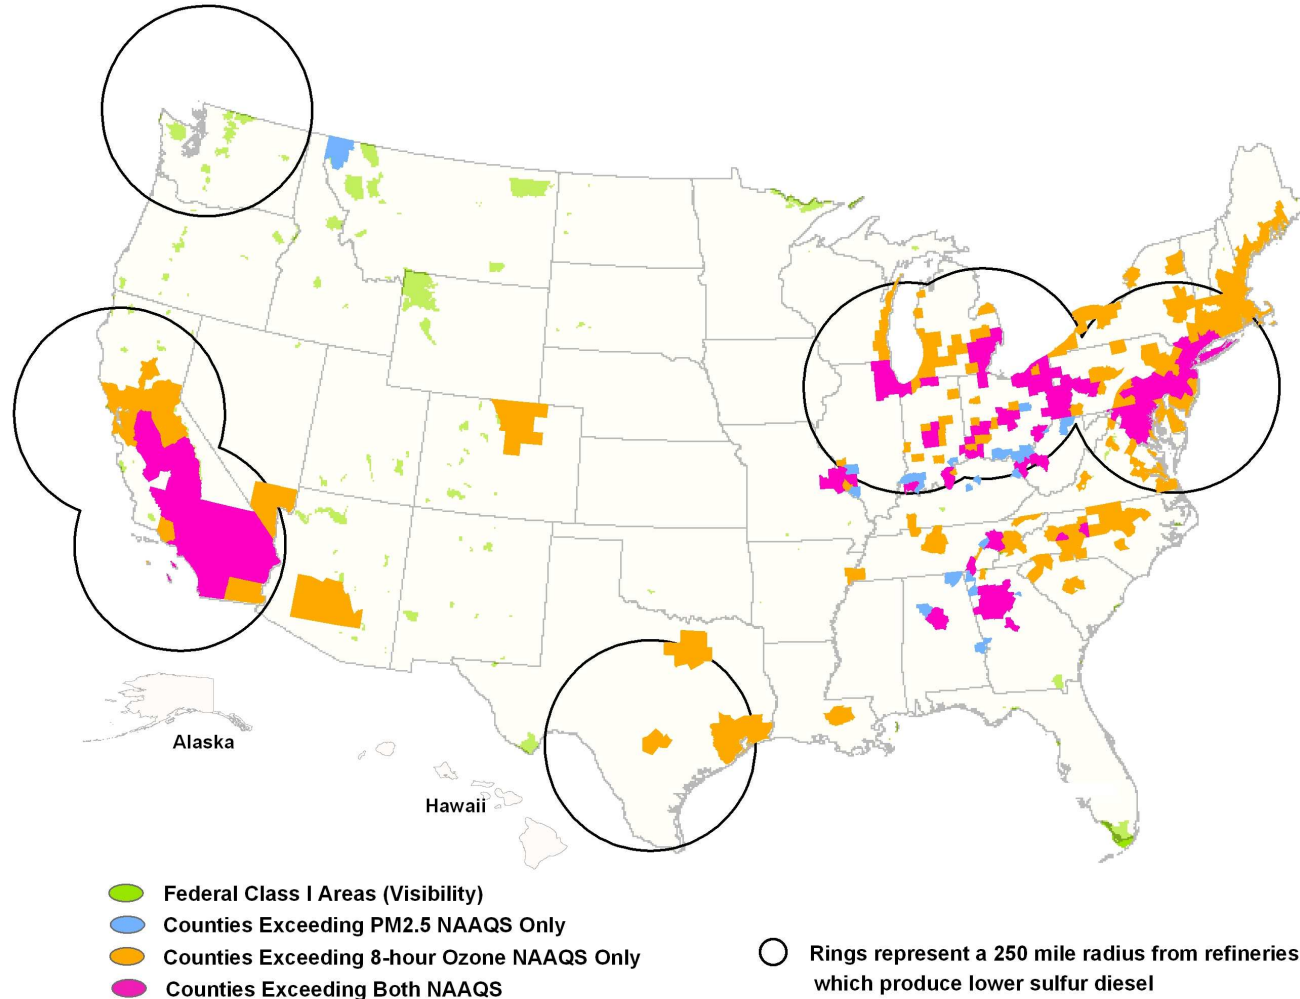 Alaska
Hawaii
Federal Class I Areas (Visibility)
Counties Exceeding PM2.5 NAAQS Only
Counties Exceeding 8-hour Ozone NAAQS Only
Counties Exceeding Both NAAQS
Rings represent a 250 mile radius from refineries
which produce lower sulfur diesel